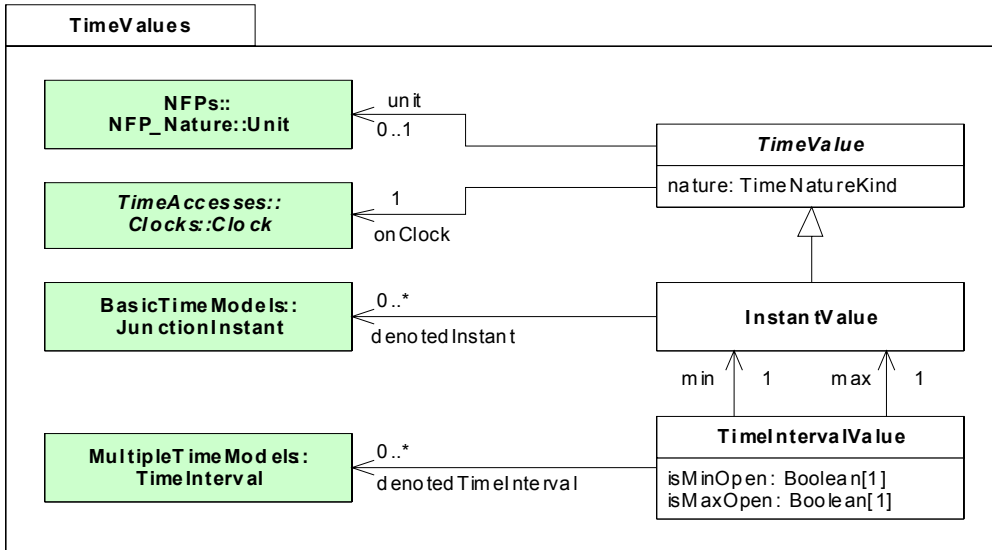 TimeValues
NFPs::
NFP_Nature::Unit
unit
0..1
TimeValue
nature: TimeNatureKind
TimeAccesses::
Clocks::Clock
1
onClock
BasicTimeModels::
JunctionInstant
0..*
denotedInstant
InstantValue
min 1 max 1
MultipleTimeModels:
TimeInterval
0..*
denotedTimeInterval
TimeIntervalValue
isMinOpen: Boolean[1]
isMaxOpen: Boolean[1]